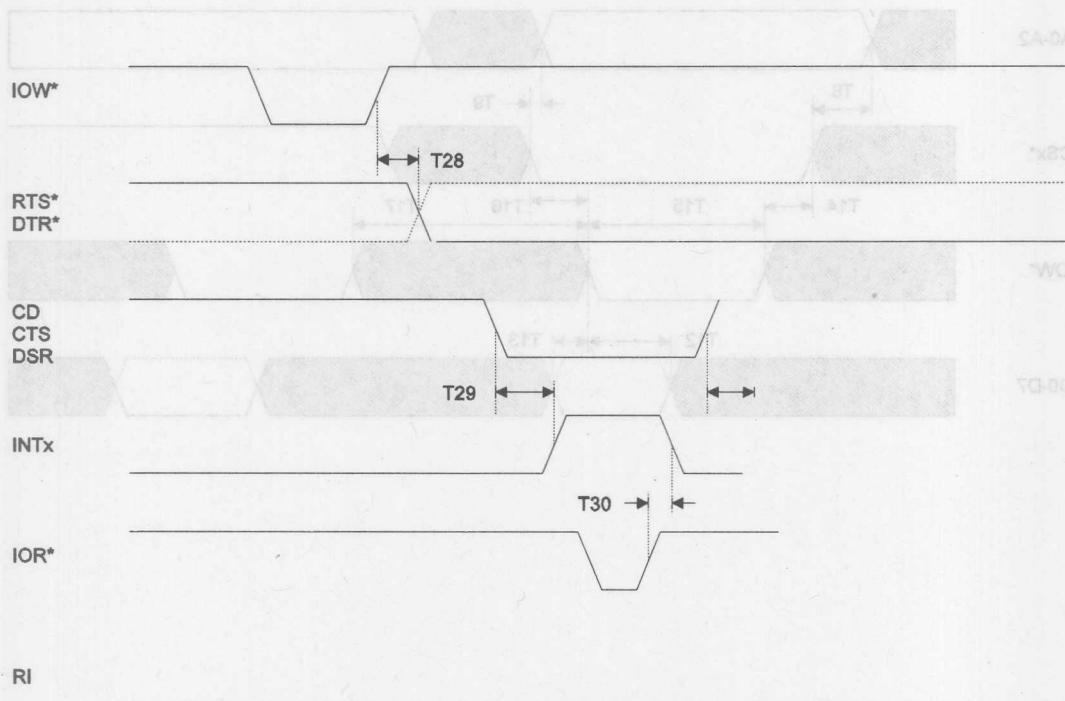 IOW*
T28
RTS*
DTR*
CD
CTS
DSR
T29
INTx
T30
IOR*
RI